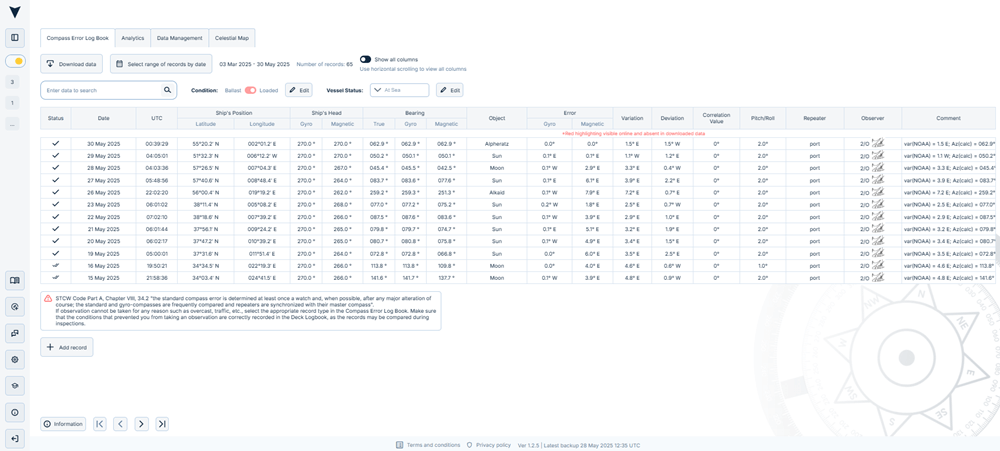 Compass Error Log Book Analytics Data Management Celestial Map
Download data Select range of records by date 03 Mar 2025 - 30 May 2025 Number of records: 65 Show all columns
Use horizontal scrolling to view all columns
3
1
...
Enter data to search Condition: Ballast Loaded Edit Vessel Status: At Sea Edit
Status Date UTC Ship's Position Ship's Head Bearing Object Error Variation Deviation Correlation Value Pitch/Roll Repeater Observer Comment
Latitude Longitude Gyro Magnetic True Gyro Magnetic Gyro Magnetic
*Red highlighting visible online and absent in downloaded data
30 May 2025 00:39:29 55°20.2' N 002°01.2' E 270.0 ° 270.0 ° 062.9 ° 062.9 ° 062.9 ° Alpheratz 0.0° 0.0° 1.5° E 1.5° W 0° 2.0° port 2/O var(NOAA) = 1.5 E; Az(calc) = 062.9°
29 May 2025 04:05:01 51°32.3' N 006°12.2' W 270.0 ° 270.0 ° 050.2 ° 050.1 ° 050.1 ° Sun 0.1° E 0.1° E 1.1° W 1.2° E 0° 2.0° port 2/O var(NOAA) = 1.1 W; Az(calc) = 050.2°
28 May 2025 04:03:36 57°26.5' N 007°01.3' E 270.0 ° 267.0 ° 045.4 ° 045.5 ° 042.5 ° Moon 0.1° W 2.9° E 3.3° E 0.4° W 0° 2.0° port 2/O var(NOAA) = 3.3 E; Az(calc) = 045.4°
27 May 2025 05:48:56 57°40.6' N 008°48.4' E 270.0 ° 264.0 ° 083.7 ° 083.6 ° 077.6 ° Sun 0.1° E 6.1° E 3.9° E 2.2° E 0° 2.0° port 2/O var(NOAA) = 3.9 E; Az(calc) = 083.7°
26 May 2025 22:02:20 56°00.4' N 019°19.2' E 270.0 ° 262.0 ° 259.2 ° 259.3 ° 251.3 ° Alkaid 0.1° W 7.9° E 7.2° E 0.7° E 0° 2.0° port 2/O var(NOAA) = 7.2 E; Az(calc) = 259.2°
23 May 2025 06:01:02 38°11.4' N 005°08.2' E 270.0 ° 268.0 ° 077.0 ° 077.2 ° 075.2 ° Sun 0.2° W 1.8° E 2.5° E 0.7° W 0° 2.0° port 2/O var(NOAA) = 2.5 E; Az(calc) = 077.0°
22 May 2025 07:02:10 38°18.6' N 007°39.2' E 270.0 ° 266.0 ° 087.5 ° 087.6 ° 083.6 ° Sun 0.1° W 3.9° E 2.9° E 1.0° E 0° 2.0° port 2/O var(NOAA) = 2.9 E; Az(calc) = 087.5°
21 May 2025 06:01:44 37°56.1' N 009°24.2' E 270.0 ° 265.0 ° 079.8 ° 079.7 ° 074.7 ° Sun 0.1° E 5.1° E 3.2° E 1.9° E 0° 2.0° port 2/O var(NOAA) = 3.2 E; Az(calc) = 079.8°
20 May 2025 06:02:17 37°47.2' N 010°39.2' E 270.0 ° 265.0 ° 080.7 ° 080.8 ° 075.8 ° Sun 0.1° W 4.9° E 3.4° E 1.5° E 0° 2.0° port 2/O var(NOAA) = 3.4 E; Az(calc) = 080.7°
19 May 2025 05:00:01 37°31.6' N 011°51.4' E 270.0 ° 264.0 ° 072.8 ° 072.8 ° 066.8 ° Sun 0.0° 6.0° E 3.5° E 2.5° E 0° 2.0° port 2/O var(NOAA) = 3.5 E; Az(calc) = 072.8°
16 May 2025 19:50:21 34°34.5' N 022°19.3' E 270.0 ° 266.0 ° 113.8 ° 113.8 ° 109.8 ° Moon 0.0° 4.0° E 4.6° E 0.6° W 0° 1.0° port 2/O var(NOAA) = 4.6 E; Az(calc) = 113.8°
15 May 2025 21:58:36 34°03.4' N 024°41.5' E 270.0 ° 266.0 ° 141.6 ° 141.7 ° 137.7 ° Moon 0.1° W 3.9° E 4.8° E 0.9° W 0° 2.0° port 2/O var(NOAA) = 4.8 E; Az(calc) = 141.6°
STCW Code Part A, Chapter VIII, 34.2 "the standard compass error is determined at least once a watch and, when possible, after any major alteration of
course; the standard and gyro-compasses are frequently compared and repeaters are synchronized with their master compass".
If observation cannot be taken for any reason such as overcast, traffic, etc., select the appropriate record type in the Compass Error Log Book. Make sure
that the conditions that prevented you from taking an observation are correctly recorded in the Deck Logbook, as the records may be compared during
inspections.
Add record
NE
E
SE
Information
Terms and conditions Privacy policy Ver 1.2.5 | Latest backup 28 May 2025 12:35 UTC